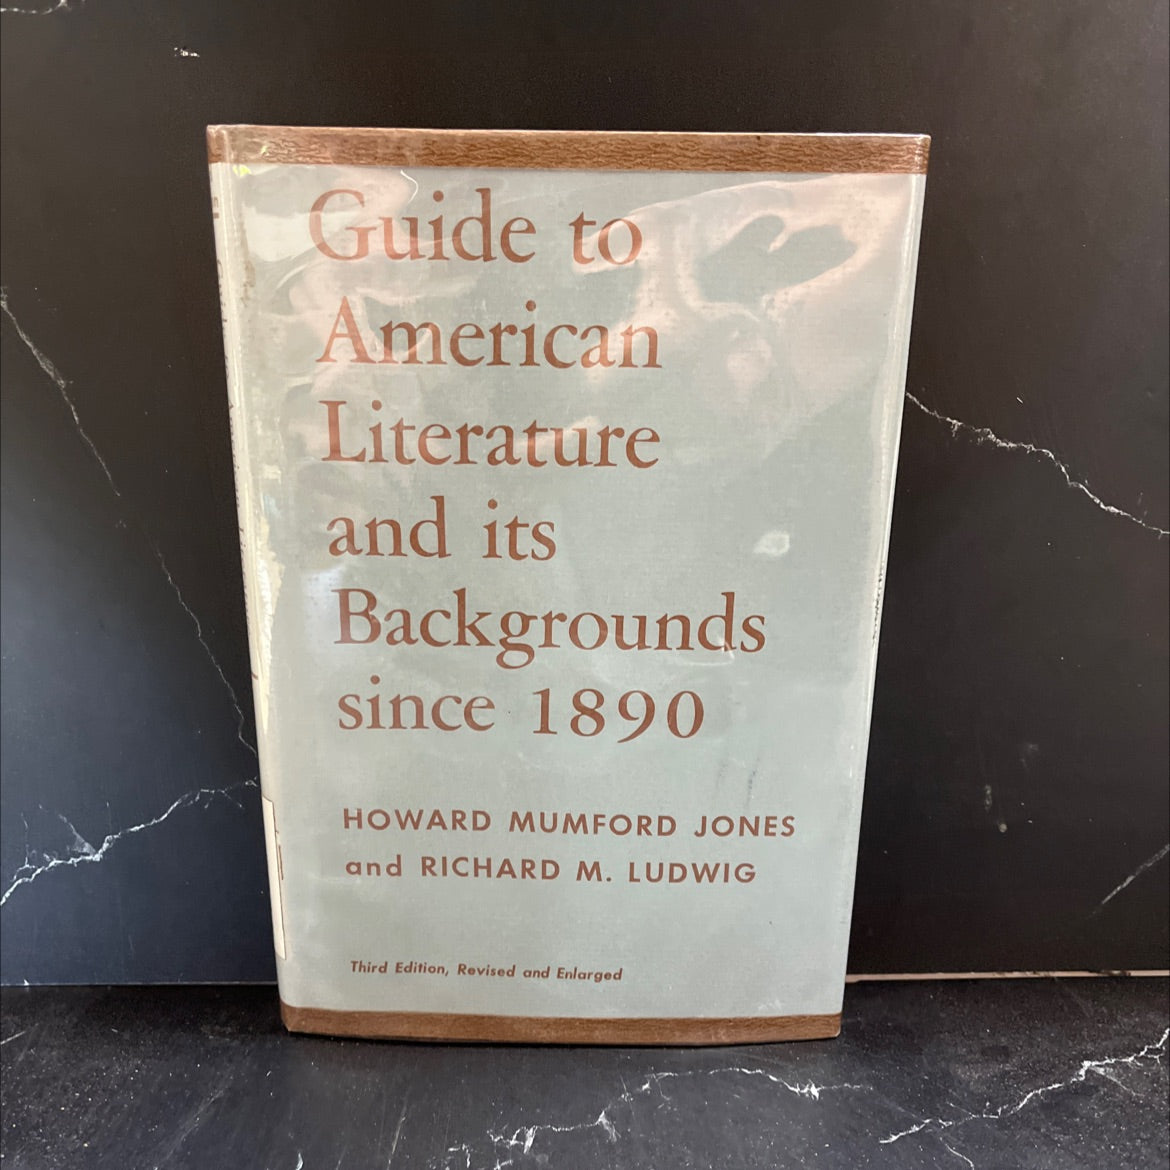 Guide to
American
Literature
and its
Backgrounds
since 1890
HOWARD MUMFORD JONES
and RICHARD M. LUDWIG
Third Edition, Revised and Enlarged